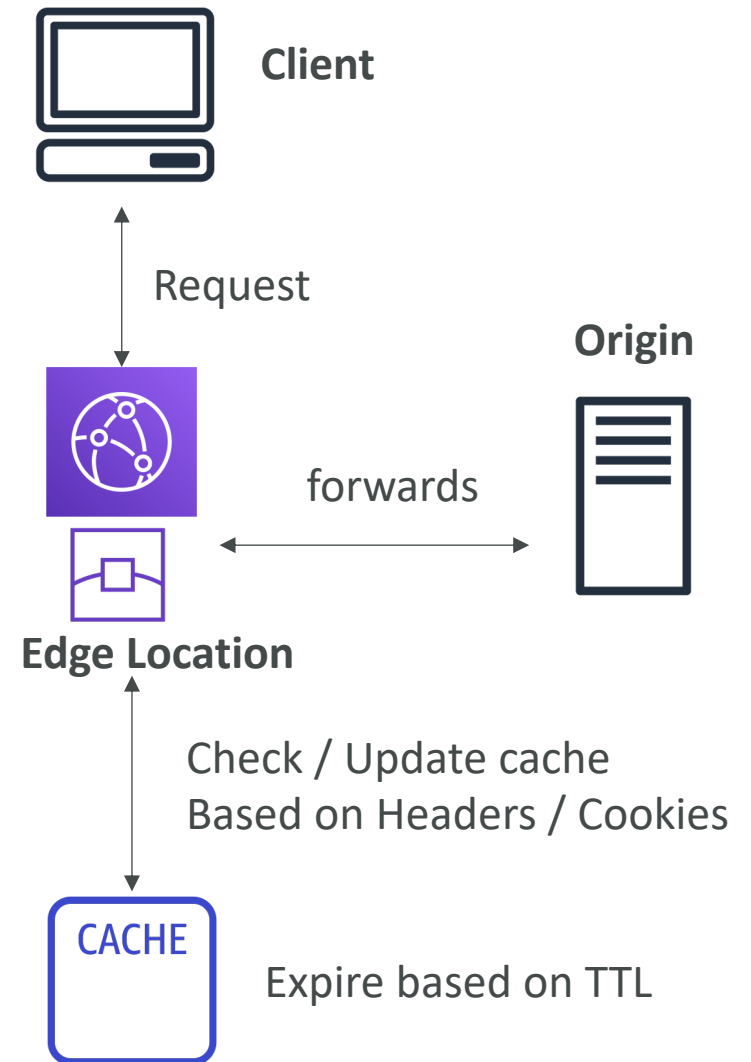 Client
Request
Origin
forwards
Edge Location
Check / Update cache
Based on Headers / Cookies
CACHE
Expire based on TTL